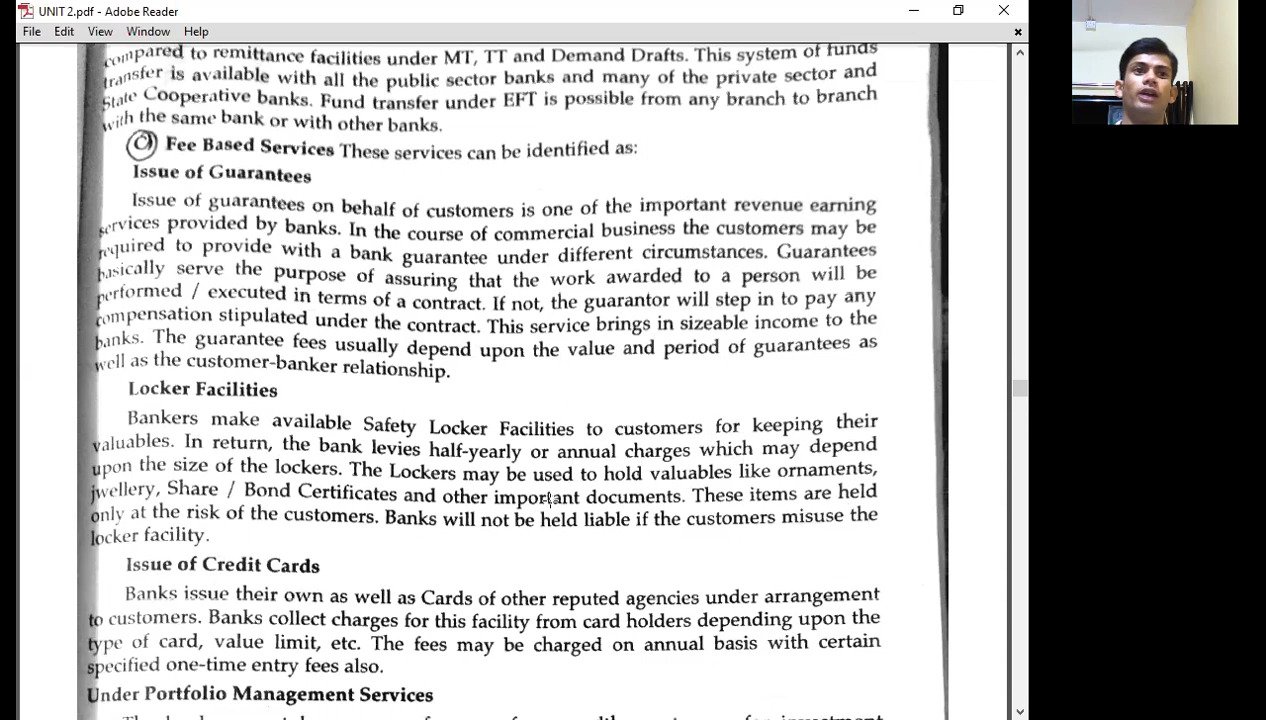 UNIT 2.pdf - Adobe Reader
File Edit View Window Help
compared to remittance facilities under MT, TT and Demand Drafts. This system of funds
transfer is available with all the public sector banks and many of the private sector and
State Cooperative banks. Fund transfer under EFT is possible from any branch to branch
with the same bank or with other banks.
Fee Based Services These services can be identified as:
Issue of Guarantees
Issue of guarantees on behalf of customers is one of the important revenue earning
services provided by banks. In the course of commercial business the customers may be
required to provide with a bank guarantee under different circumstances. Guarantees
basically serve the purpose of assuring that the work awarded to a person will be
performed / executed in terms of a contract. If not, the guarantor will step in to pay any
compensation stipulated under the contract. This service brings in sizeable income to the
banks. The guarantee fees usually depend upon the value and period of guarantees as
well as the customer-banker relationship.
Locker Facilities
Bankers make available Safety Locker Facilities to customers for keeping their
valuables. In return, the bank levies half-yearly or annual charges which may depend
upon the size of the lockers. The Lockers may be used to hold valuables like ornaments,
jwellery, Share / Bond Certificates and other important documents. These items are held
only at the risk of the customers. Banks will not be held liable if the customers misuse the
locker facility.
Issue of Credit Cards
Banks issue their own as well as Cards of other reputed agencies under arrangement
to customers. Banks collect charges for this facility from card holders depending upon the
type of card, value limit, etc. The fees may be charged on annual basis with certain
specified one-time entry fees also.
Under Portfolio Management Services